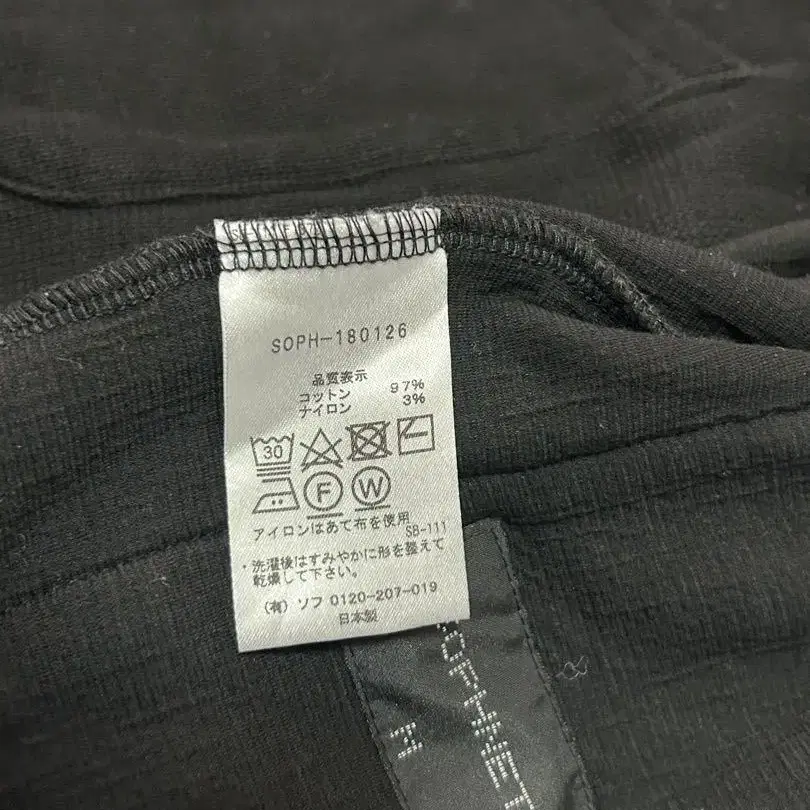 SOPH-180126
品質表示
コットン 97%
ナイロン 3%
30
F W
アイロンはあて布を使用
SB-111
・洗濯後はすみやかに形を整えて
乾燥して下さい。
(有) ソフ 0120-207-019
日本製
OPHNET
M